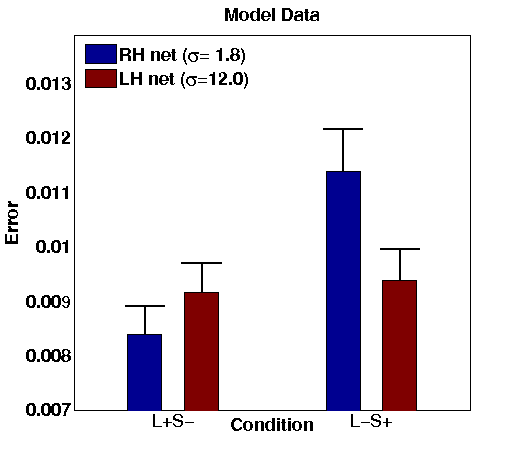 Model Data
RH net (σ= 1.8)
LH net (σ=12.0)
0.013
0.012
0.011
0.01
0.009
0.008
0.007
Error
L+S−
L−S+
Condition